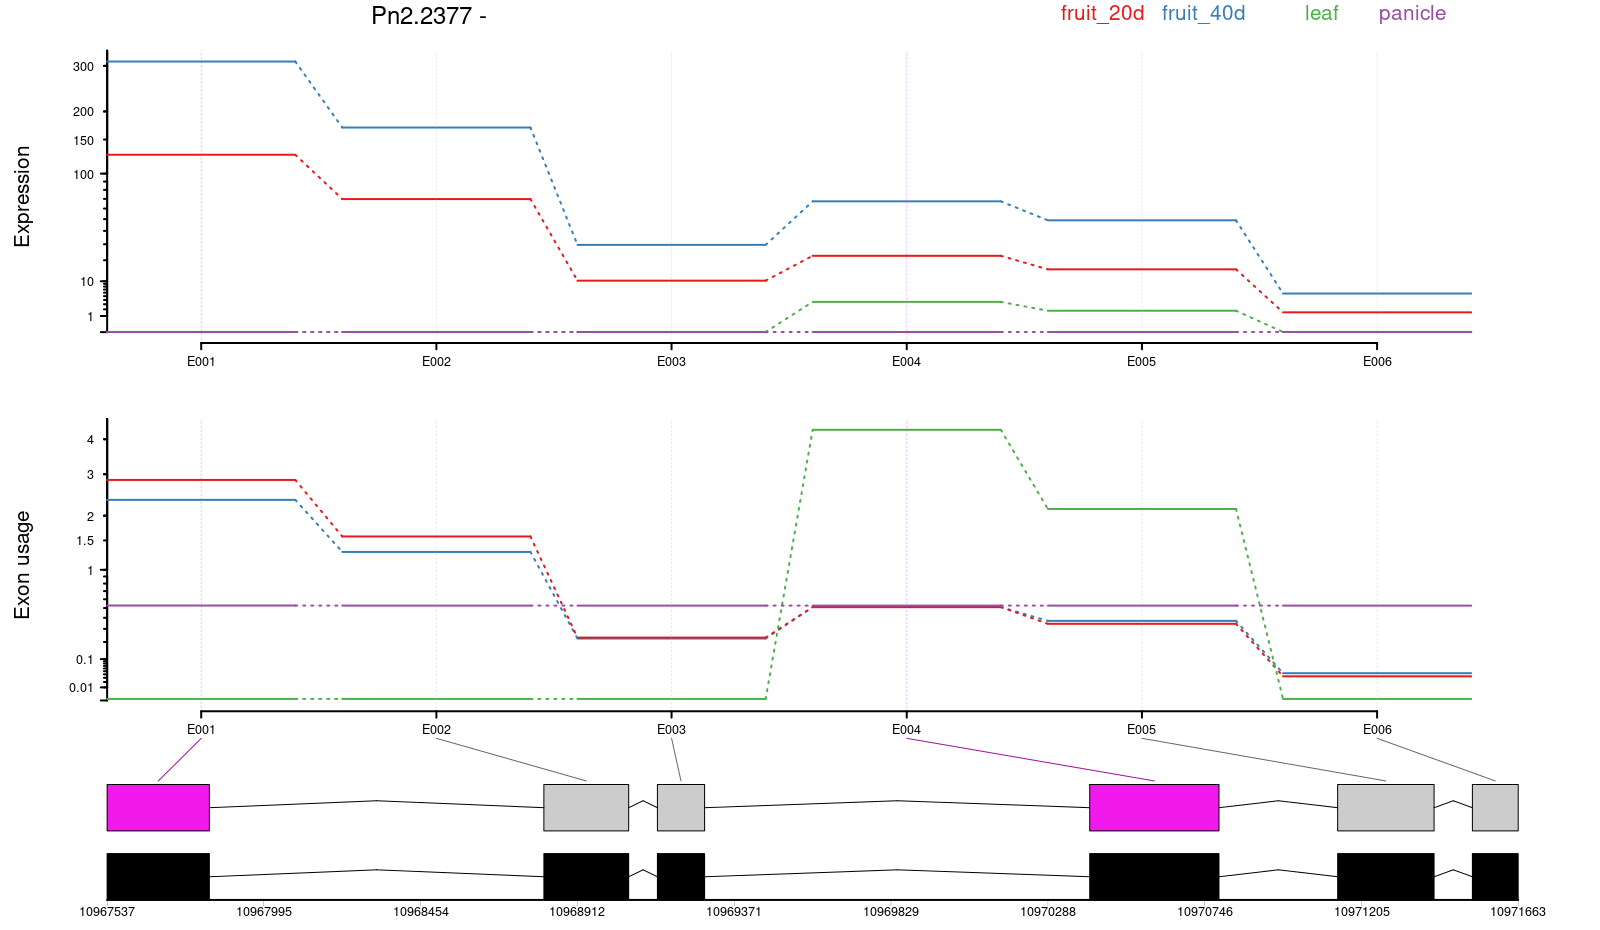 Pn2.2377 - fruit_20d fruit_40d leaf panicle
Expression
300
200
150
100
10
1
E001 E002 E003 E004 E005 E006
Exon usage
4
3
2
1.5
1
0.1
0.01
E001 E002 E003 E004 E005 E006
10967537 10967995 10968454 10968912 10969371 10969829 10970288 10970746 10971205 10971663